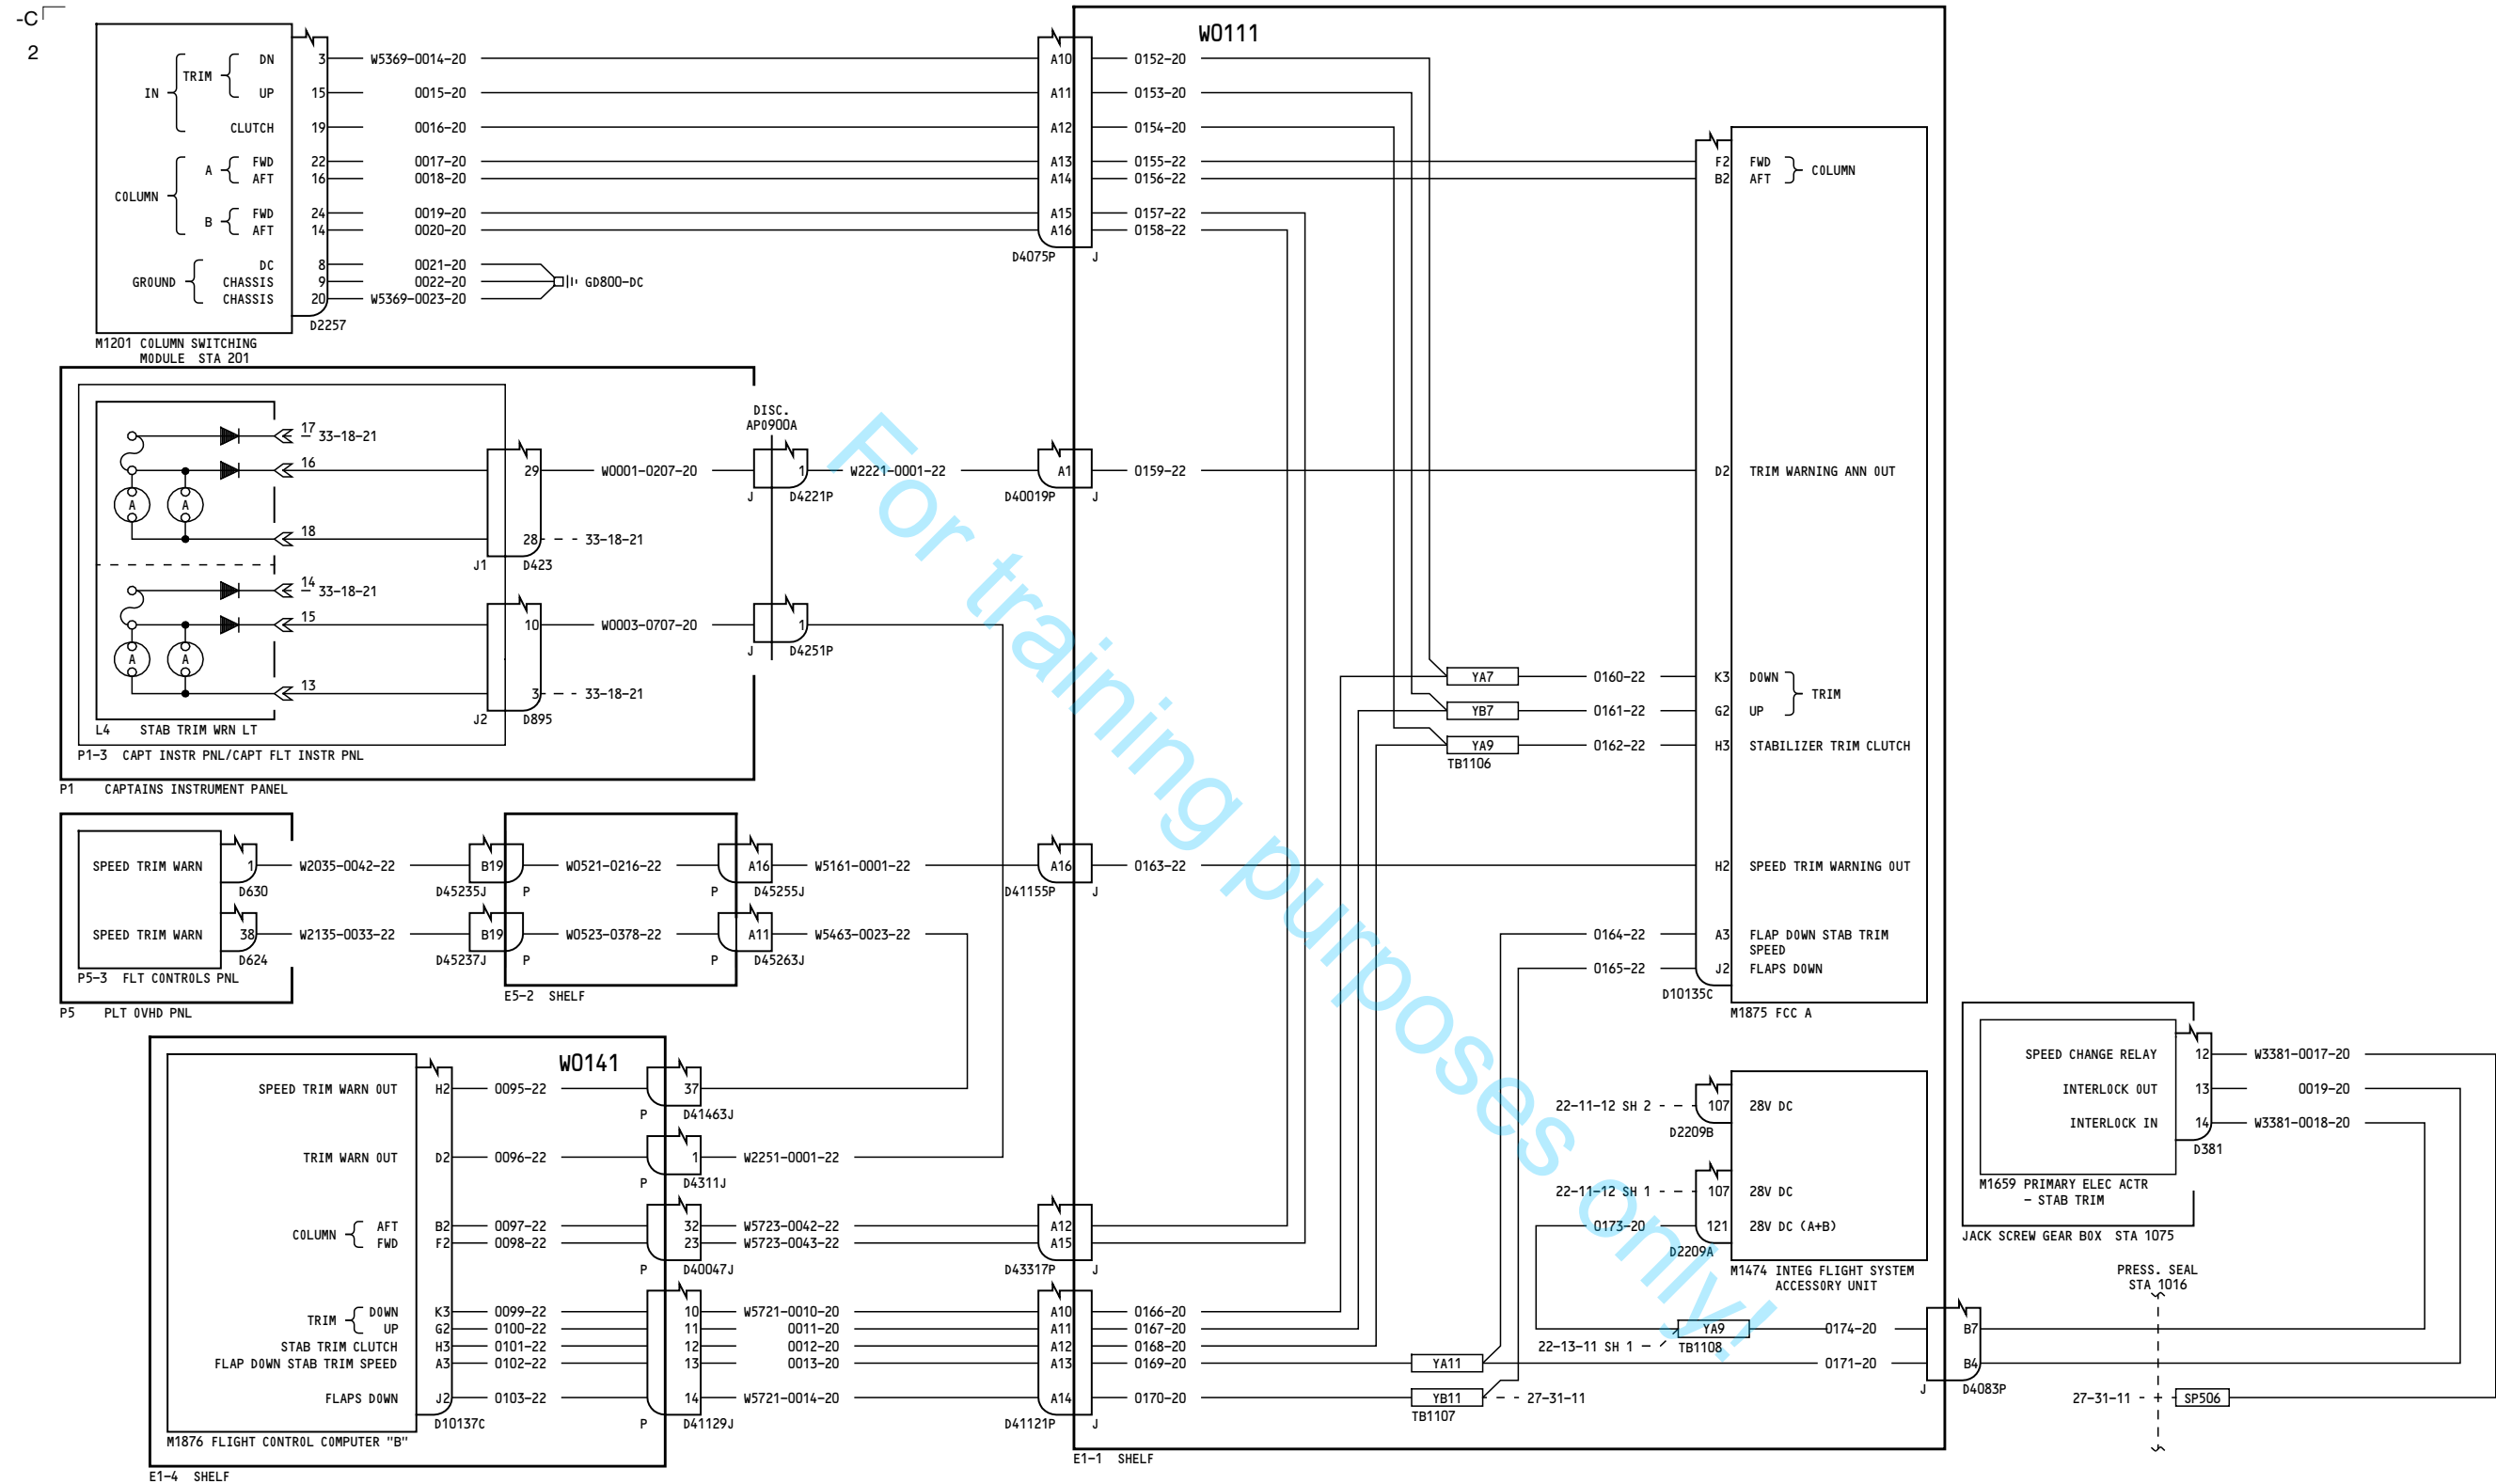 -C
2
W0111
IN
TRIM
DN
3
W5369-0014-20
A10
0152-20
UP
15
0015-20
A11
0153-20
CLUTCH
19
0016-20
A12
0154-20
COLUMN
A
FWD
22
0017-20
A13
0155-22
F2
FWD
AFT
16
0018-20
A14
0156-22
B2
AFT
COLUMN
B
FWD
24
0019-20
A15
0157-22
AFT
14
0020-20
A16
0158-22
D4075P
J
GROUND
DC
8
0021-20
CHASSIS
9
0022-20
GD800-DC
CHASSIS
20
W5369-0023-20
D2257
M1201 COLUMN SWITCHING
MODULE STA 201
DISC.
AP0900A
17
33-18-21
16
29
W0001-0207-20
1
W2221-0001-22
A1
0159-22
D2
TRIM WARNING ANN OUT
J
D4221P
D40019P
J
A
A
18
28
33-18-21
J1
D423
14
33-18-21
15
10
W0003-0707-20
1
J
D4251P
A
A
13
3
33-18-21
J2
D895
L4 STAB TRIM WRN LT
P1-3 CAPT INSTR PNL/CAPT FLT INSTR PNL
P1 CAPTAINS INSTRUMENT PANEL
YA7
0160-22
K3
DOWN
TRIM
YB7
0161-22
G2
UP
YA9
0162-22
H3
STABILIZER TRIM CLUTCH
TB1106
SPEED TRIM WARN
1
W2035-0042-22
B19
W0521-0216-22
A16
W5161-0001-22
A16
0163-22
H2
SPEED TRIM WARNING OUT
D630
D45235J
P
P
D45255J
D41155P
J
SPEED TRIM WARN
38
W2135-0033-22
B19
W0523-0378-22
A11
W5463-0023-22
0164-22
A3
FLAP DOWN STAB TRIM
SPEED
D624
D45237J
P
P
D45263J
0165-22
J2
FLAPS DOWN
P5-3 FLT CONTROLS PNL
E5-2 SHELF
D10135C
P5 PLT OVHD PNL
M1875 FCC A
W0141
SPEED TRIM WARN OUT
H2
0095-22
37
P
D41463J
TRIM WARN OUT
D2
0096-22
1
W2251-0001-22
P
D4311J
COLUMN
AFT
B2
0097-22
32
W5723-0042-22
A12
FWD
F2
0098-22
23
W5723-0043-22
A15
P
D40047J
D43317P
J
TRIM
DOWN
K3
0099-22
10
W5721-0010-20
A10
0166-20
UP
G2
0100-22
11
0011-20
A11
0167-20
STAB TRIM CLUTCH
H3
0101-22
12
0012-20
A12
0168-20
FLAP DOWN STAB TRIM SPEED
A3
0102-22
13
0013-20
A13
0169-20
YA11
0171-20
FLAPS DOWN
J2
0103-22
14
W5721-0014-20
A14
0170-20
YB11
27-31-11
D10137C
P
D41129J
D41121P
J
TB1107
M1876 FLIGHT CONTROL COMPUTER "B"
E1-4 SHELF
E1-1 SHELF
22-11-12 SH 2
107
28V DC
D2209B
22-11-12 SH 1
107
28V DC
0173-20
121
28V DC (A+B)
D2209A
M1474 INTEG FLIGHT SYSTEM
ACCESSORY UNIT
YA9
0174-20
B7
22-13-11 SH 1
TB1108
B4
J
D4083P
SPEED CHANGE RELAY
12
W3381-0017-20
INTERLOCK OUT
13
0019-20
INTERLOCK IN
14
W3381-0018-20
D381
M1659 PRIMARY ELEC ACTR
- STAB TRIM
JACK SCREW GEAR BOX STA 1075
PRESS. SEAL
STA 1016
27-31-11
SP506
For training purposes only!